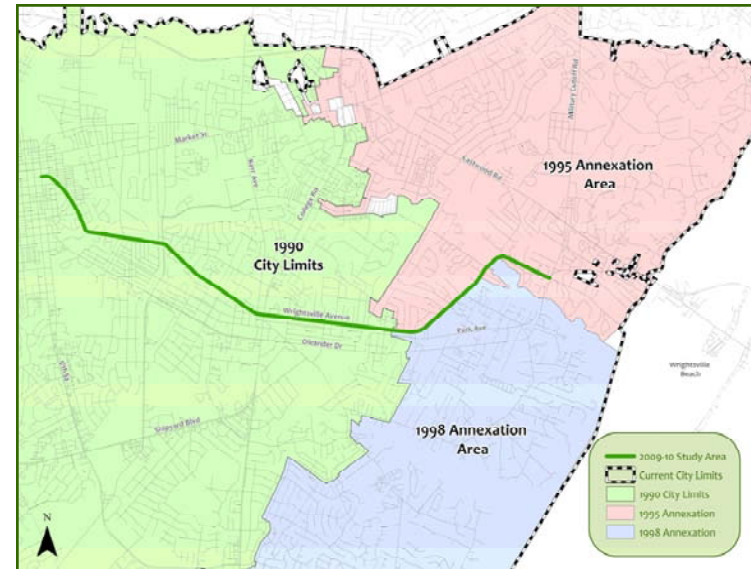 Military Cutoff Rd
Market St
Kerr Ave
College Rd
Eastwood Rd
1995 Annexation
Area
1990
City Limits
Wrightsville Avenue
Oleander Dr
Park Ave
Wrightsville
Beach
17th St
Shipyard Blvd
1998 Annexation
Area
N
2009-10 Study Area
Current City Limits
1990 City Limits
1995 Annexation
1998 Annexation